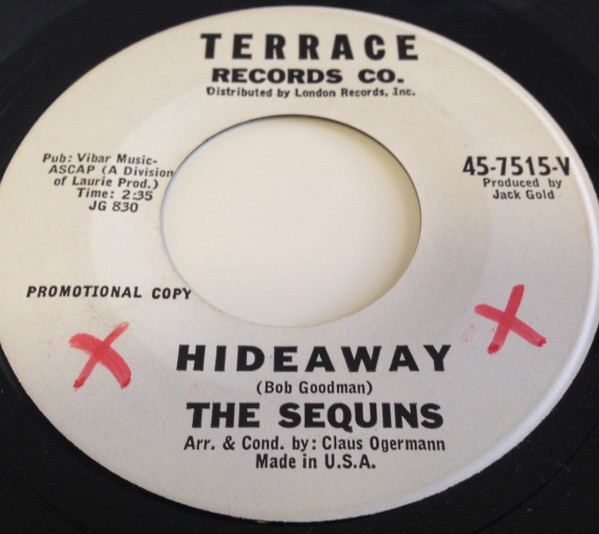 TERRACE
RECORDS CO.
Distributed by London Records, Inc.
Pub: Vibar Music-
ASCAP (A Division
of Laurie Prod.)
Time: 2:35
JG 830
45-7515-V
Produced by
Jack Gold
PROMOTIONAL COPY
X
X
HIDEAWAY
(Bob Goodman)
THE SEQUINS
Arr. & Cond. by: Claus Ogermann
Made in U.S.A.